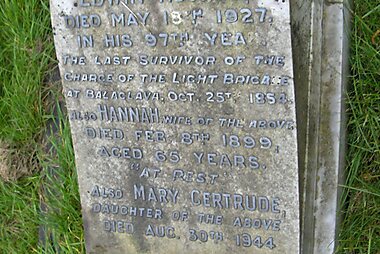 EDWIN
DIED MAY 18TH 1927,
IN HIS 97TH YEA
THE LAST SURVIVOR OF THE
CHARGE OF THE LIGHT BRIGADE
AT BALACLAVA, OCT. 25TH 1854.
ALSO HANNAH, WIFE OF THE ABOVE
DIED FEB. 8TH 1899,
AGED 65 YEARS.
"AT REST"
ALSO MARY GERTRUDE,
DAUGHTER OF THE ABOVE
DIED AUG. 30TH 1944.